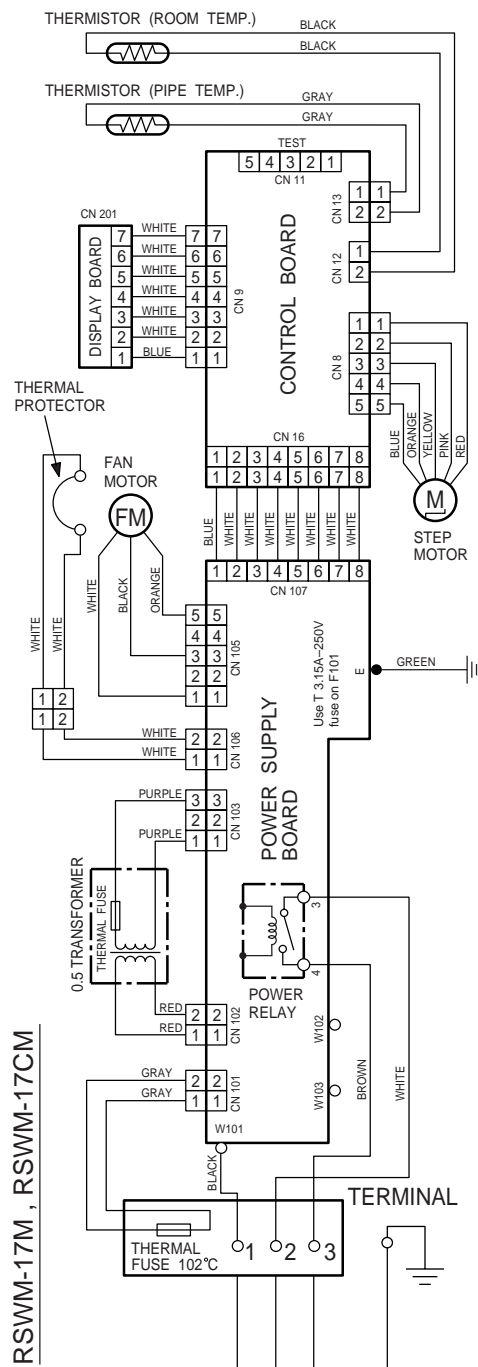 THERMISTOR (ROOM TEMP.)
BLACK
BLACK
THERMISTOR (PIPE TEMP.)
GRAY
GRAY
TEST
5 4 3 2 1
CN 11
CN 13
1 1
2 2
CN 12
1
2
CN 201
DISPLAY BOARD
7 WHITE 7 7
6 WHITE 6 6
5 WHITE 5 5
4 WHITE 4 4
3 WHITE 3 3
2 WHITE 2 2
1 BLUE 1 1
CN 9
CONTROL BOARD
CN 8
1 1
2 2
3 3
4 4
5 5
BLUE
ORANGE
YELLOW
PINK
RED
M
STEP
MOTOR
THERMAL
PROTECTOR
FAN
MOTOR
FM
CN 16
1 2 3 4 5 6 7 8
1 2 3 4 5 6 7 8
BLUE
WHITE
WHITE
WHITE
WHITE
WHITE
WHITE
WHITE
1 2 3 4 5 6 7 8
CN 107
WHITE
WHITE
WHITE
BLACK
ORANGE
5 5
4 4
3 3
2 2
1 1
CN 105
Use T 3.15A–250V
fuse on F101
E
GREEN
1 2
1 2
WHITE 2 2
WHITE 1 1
CN 106
POWER SUPPLY
BOARD
PURPLE 3 3
2 2
PURPLE 1 1
CN 103
0.5 TRANSFORMER
THERMAL FUSE
3
4
POWER
RELAY
RED 2 2
RED 1 1
CN 102
W102
GRAY 2 2
GRAY 1 1
CN 101
W103
BROWN
WHITE
W101
BLACK
TERMINAL
THERMAL
FUSE 102°C
1 2 3
RSWM-17M , RSWM-17CM